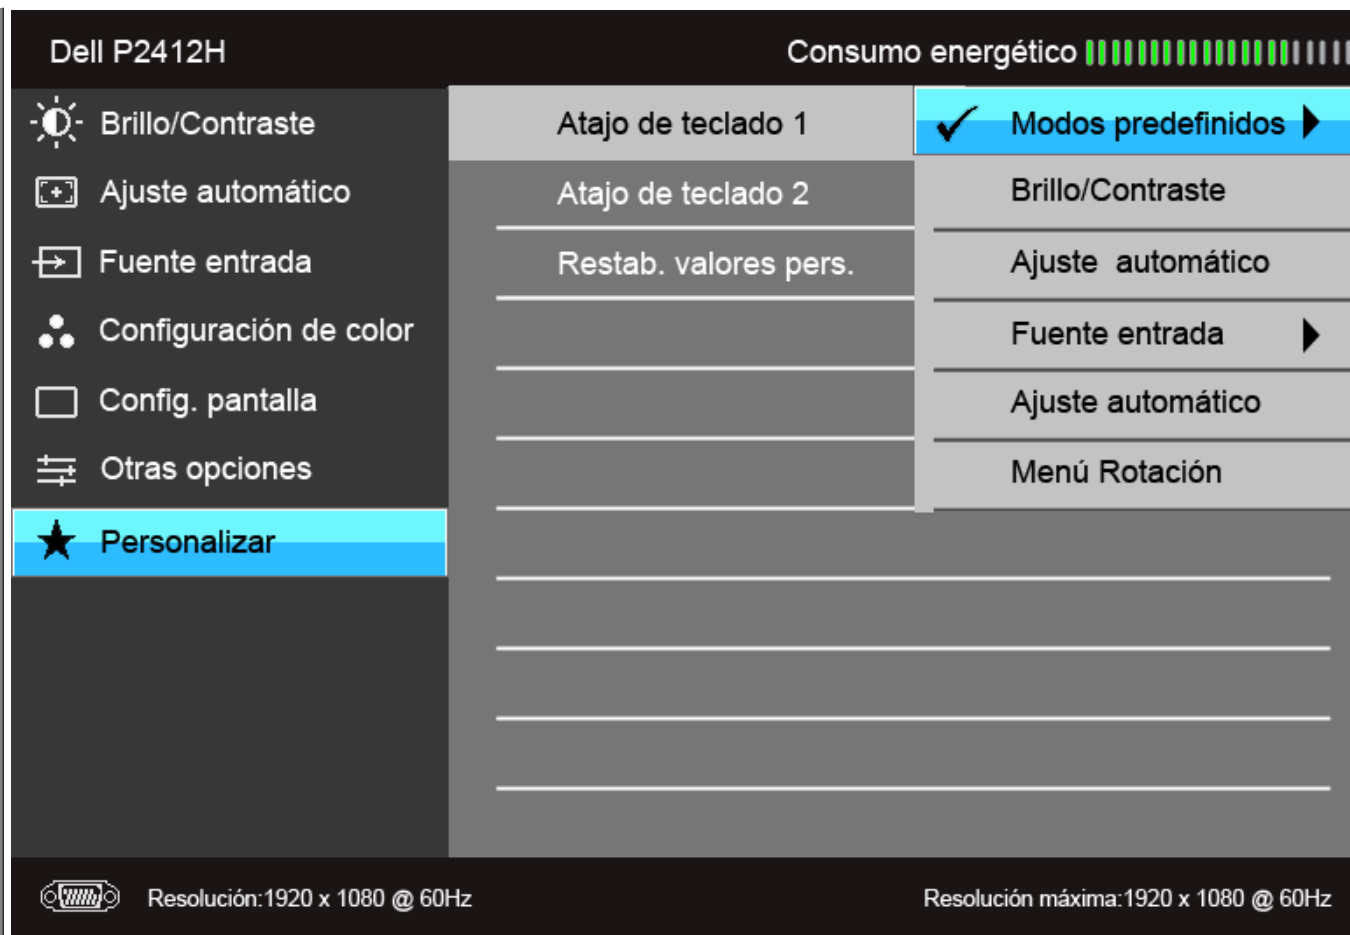 Dell P2412H
Consumo energético
Brillo/Contraste
Ajuste automático
Fuente entrada
Configuración de color
Config. pantalla
Otras opciones
Personalizar
Atajo de teclado 1
Atajo de teclado 2
Restab. valores pers.
Modos predefinidos
Brillo/Contraste
Ajuste  automático
Fuente entrada
Ajuste automático
Menú Rotación
Resolución:1920 x 1080 @ 60Hz
Resolución máxima:1920 x 1080 @ 60Hz